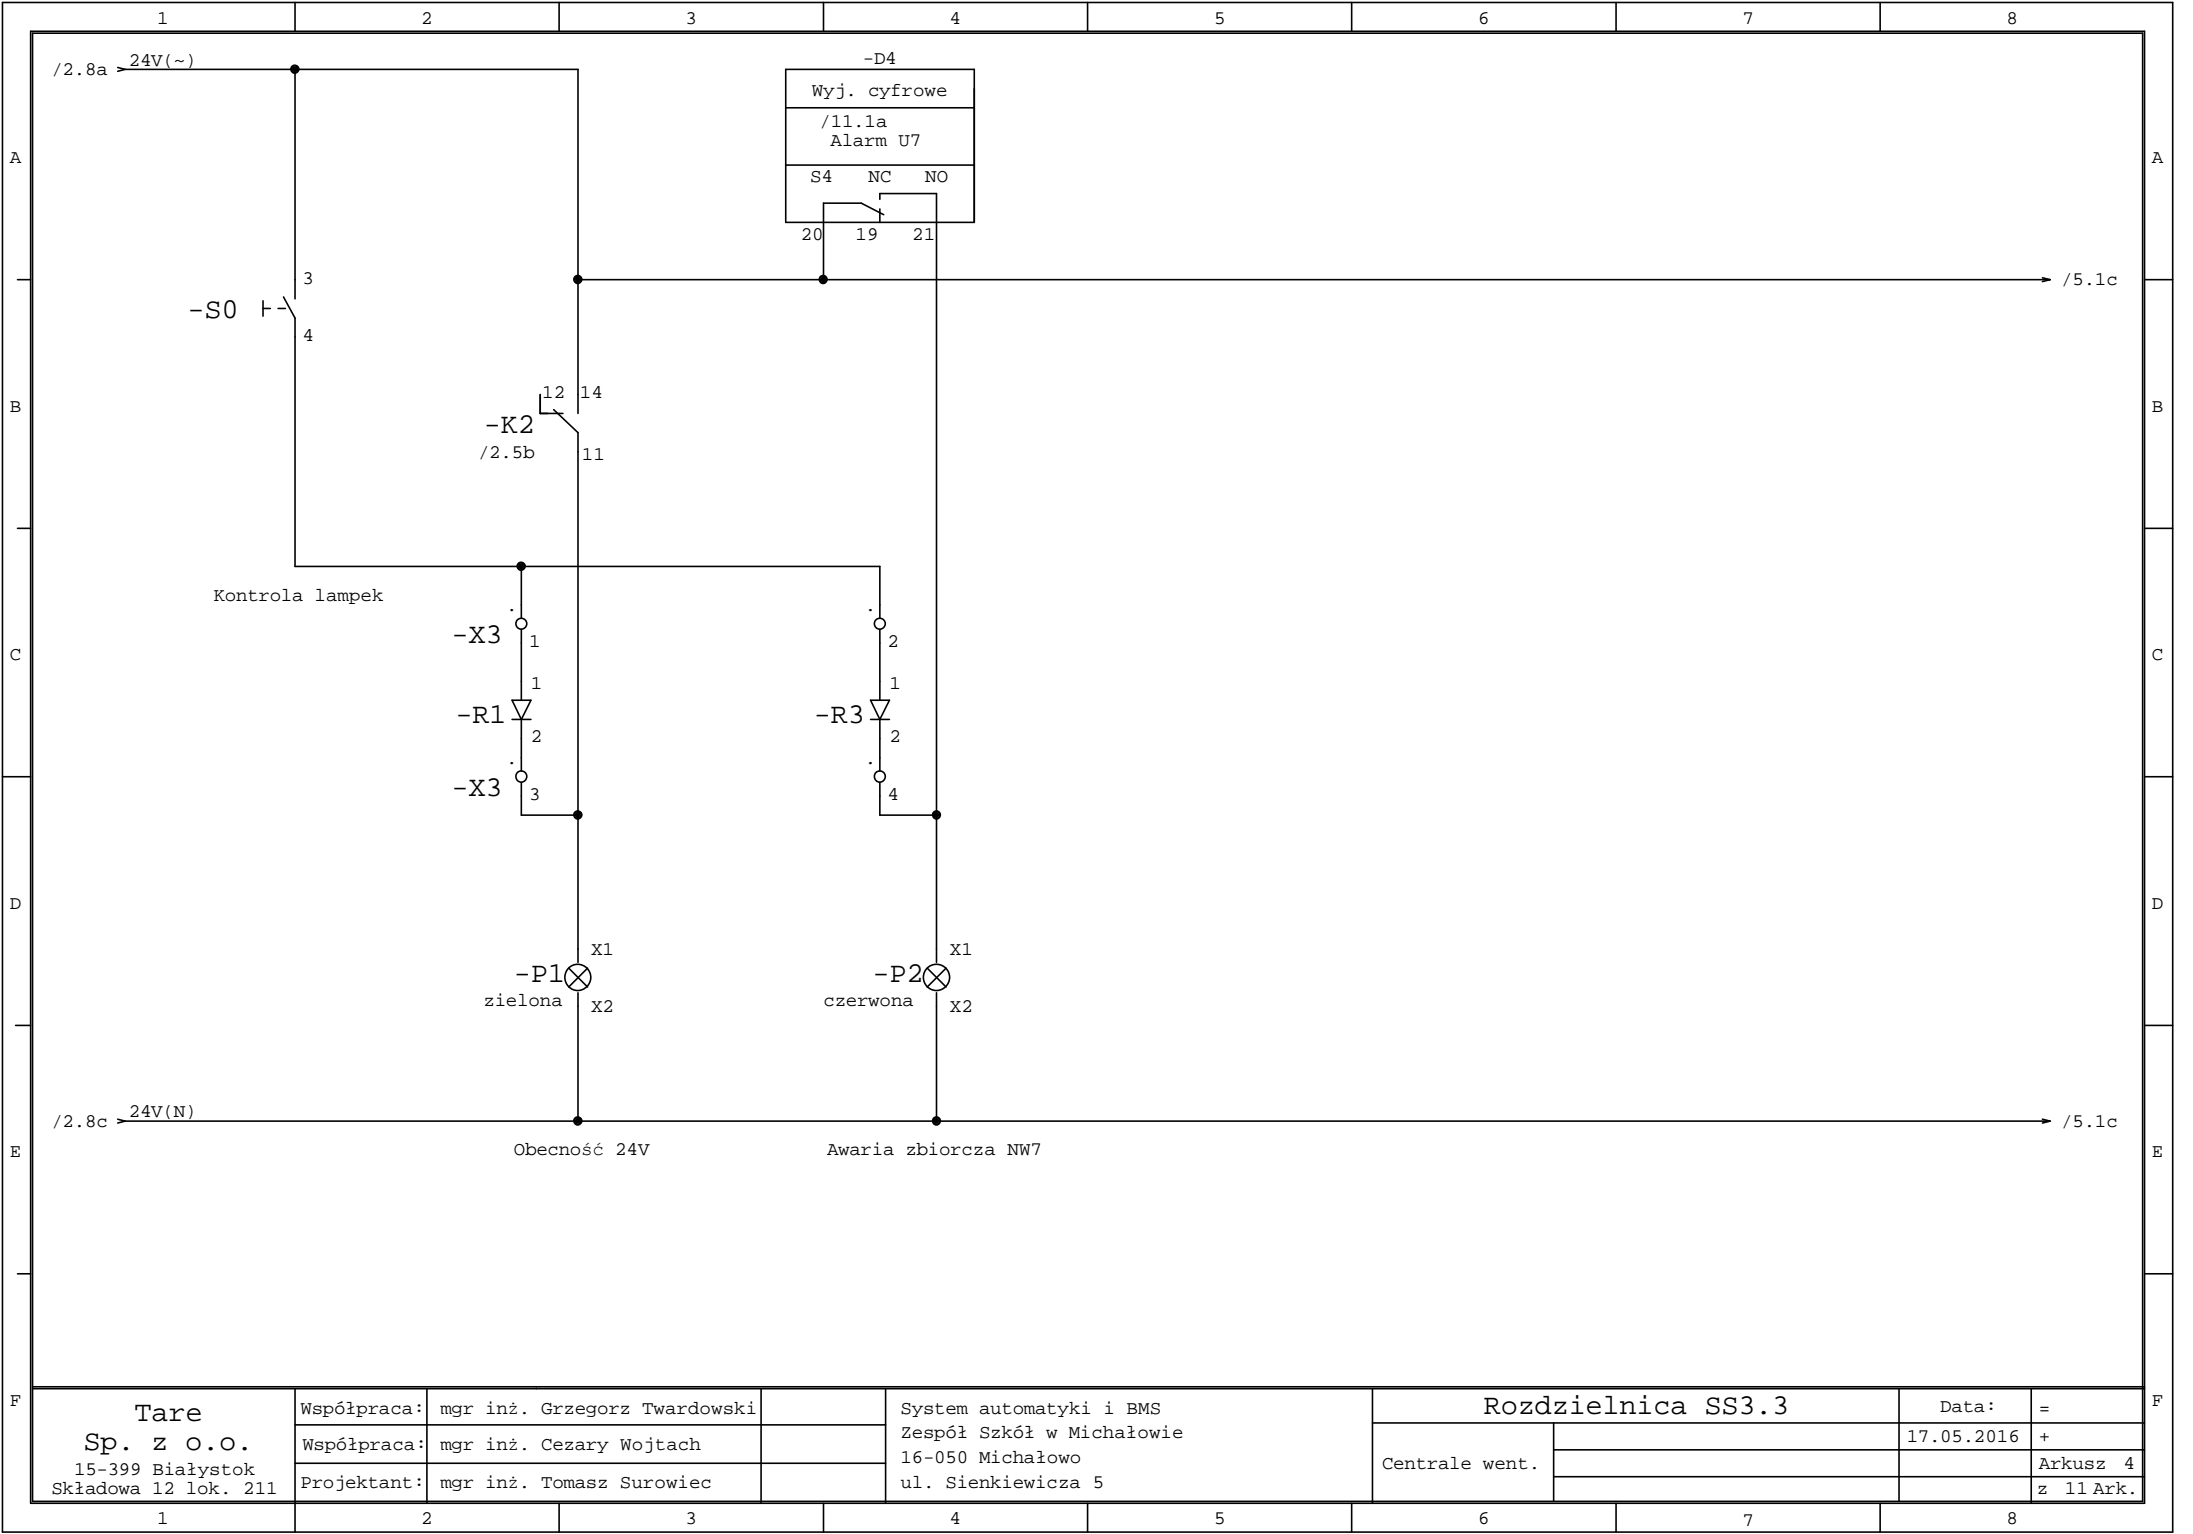 1 2 3 4 5 6 7 8
/2.8a 24V(~)
-D4
Wyj. cyfrowe
/11.1a
Alarm U7
A A
S4 NC NO
20 19 21
3
/5.1c
-S0
4
12 14
B B
-K2
/2.5b
11
Kontrola lampek
-X3 1 2
C C
1 1
-R1 -R3
2 2
-X3 3 4
D D
X1 X1
-P1 -P2
zielona czerwona
X2 X2
/2.8c 24V(N)
/5.1c
Obecność 24V Awaria zbiorcza NW7
E E
F F
Tare
Sp. z o.o.
15-399 Białystok
Składowa 12 lok. 211
Współpraca: mgr inż. Grzegorz Twardowski
Współpraca: mgr inż. Cezary Wojtach
Projektant: mgr inż. Tomasz Surowiec
System automatyki i BMS
Zespół Szkół w Michałowie
16-050 Michałowo
ul. Sienkiewicza 5
Rozdzielnica SS3.3
Centrale went.
Data:
17.05.2016
=
+
Arkusz 4
z 11 Ark.
1 2 3 4 5 6 7 8